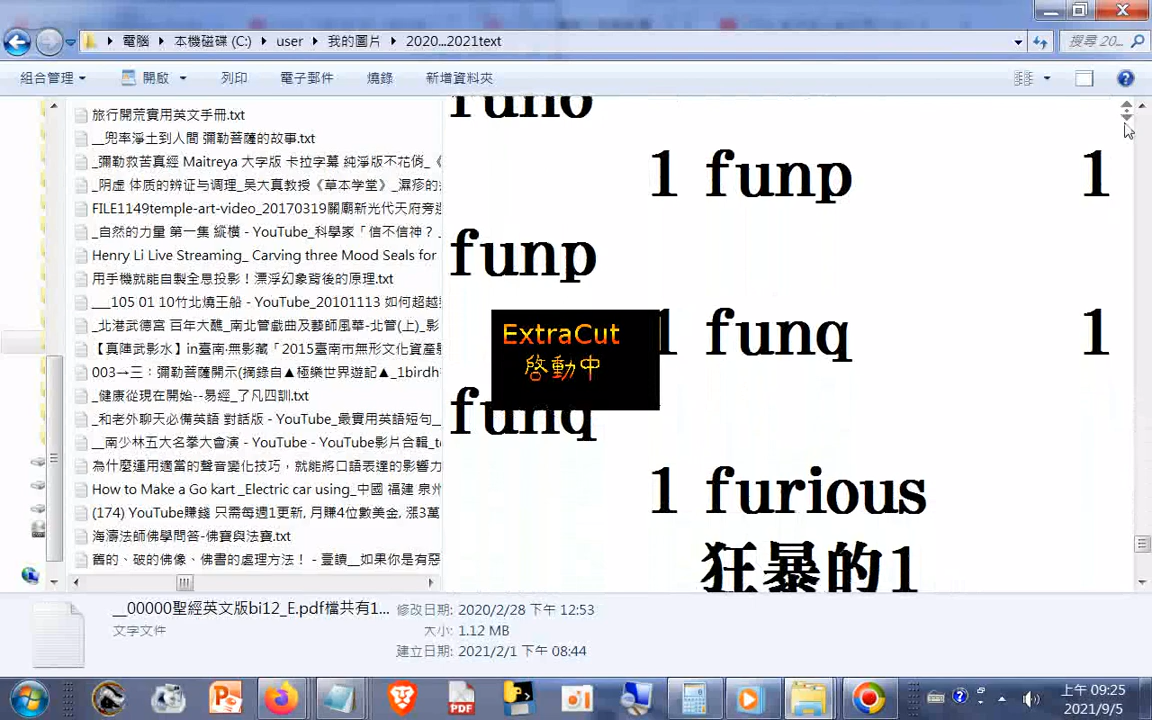 電腦 本機磁碟 (C:) user 我的圖片 2020...2021text 搜尋 20...
組合管理 開啟 列印 電子郵件 燒錄 新增資料夾
旅行開荒實用英文手冊.txt
__兜率淨土到人間 彌勒菩薩的故事.txt
_彌勒救苦真經 Maitreya 大字版 卡拉字幕 純淨版不花俏_《
_阴虚 体质的辨证与调理_吴大真教授《草本学堂》_濕疹的
FILE1149temple-art-video_20170319關廟新光代天府旁
_自然的力量 第一集 縱橫 - YouTube_科學家「信不信神？
Henry Li Live Streaming_ Carving three Mood Seals for
用手機就能自製全息投影！漂浮幻象背後的原理.txt
___105 01 10竹北燒王船 - YouTube_20101113 如何超越
_北港武德宮 百年大醮_南北管戲曲及藝師風華-北管(上)_影
【真陣武影水】in臺南·無影藏「2015臺南市無形文化資產
003→三：彌勒菩薩開示(摘錄自▲極樂世界遊記▲_1birdh
_健康從現在開始--易經_了凡四訓.txt
_和老外聊天必備英語 對話版 - YouTube_最實用英語短句_
__南少林五大名拳大會演 - YouTube - YouTube影片合輯_t
為什麼運用適當的聲音變化技巧，就能將口語表達的影響力
How to Make a Go kart _Electric car using_中國 福建 泉州
(174) YouTube賺錢 只需每週1更新, 月賺4位數美金, 漲3萬
海濤法師佛學問答-佛寶與法寶.txt
舊的、破的佛像、佛書的處理方法！ - 臺讀__如果你是有惡
funo
1 funp 1
funp
1 funq 1
funq
1 furious
狂暴的1
ExtraCut
啓動中
__00000聖經英文版bi12_E.pdf檔共有1... 修改日期: 2020/2/28 下午 12:53
文字文件 大小: 1.12 MB
建立日期: 2021/2/1 下午 08:44
上午 09:25
2021/9/5